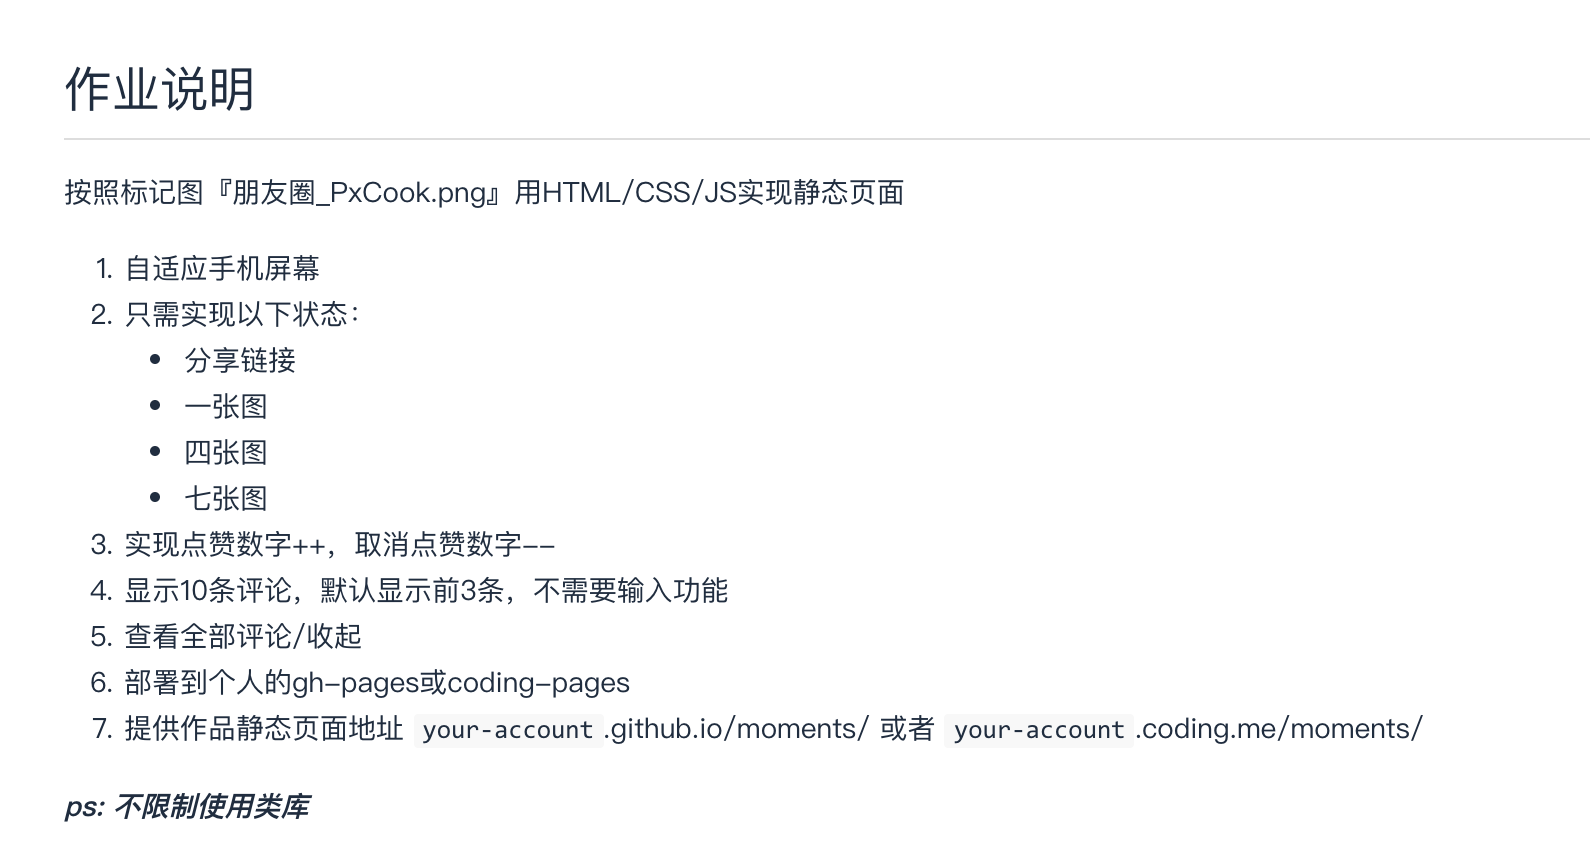 作业说明
按照标记图『朋友圈_PxCook.png』用HTML/CSS/JS实现静态页面
1. 自适应手机屏幕
2. 只需实现以下状态：
• 分享链接
• 一张图
• 四张图
• 七张图
3. 实现点赞数字++，取消点赞数字--
4. 显示10条评论，默认显示前3条，不需要输入功能
5. 查看全部评论/收起
6. 部署到个人的gh-pages或coding-pages
7. 提供作品静态页面地址 your-account.github.io/moments/ 或者 your-account.coding.me/moments/
ps: 不限制使用类库